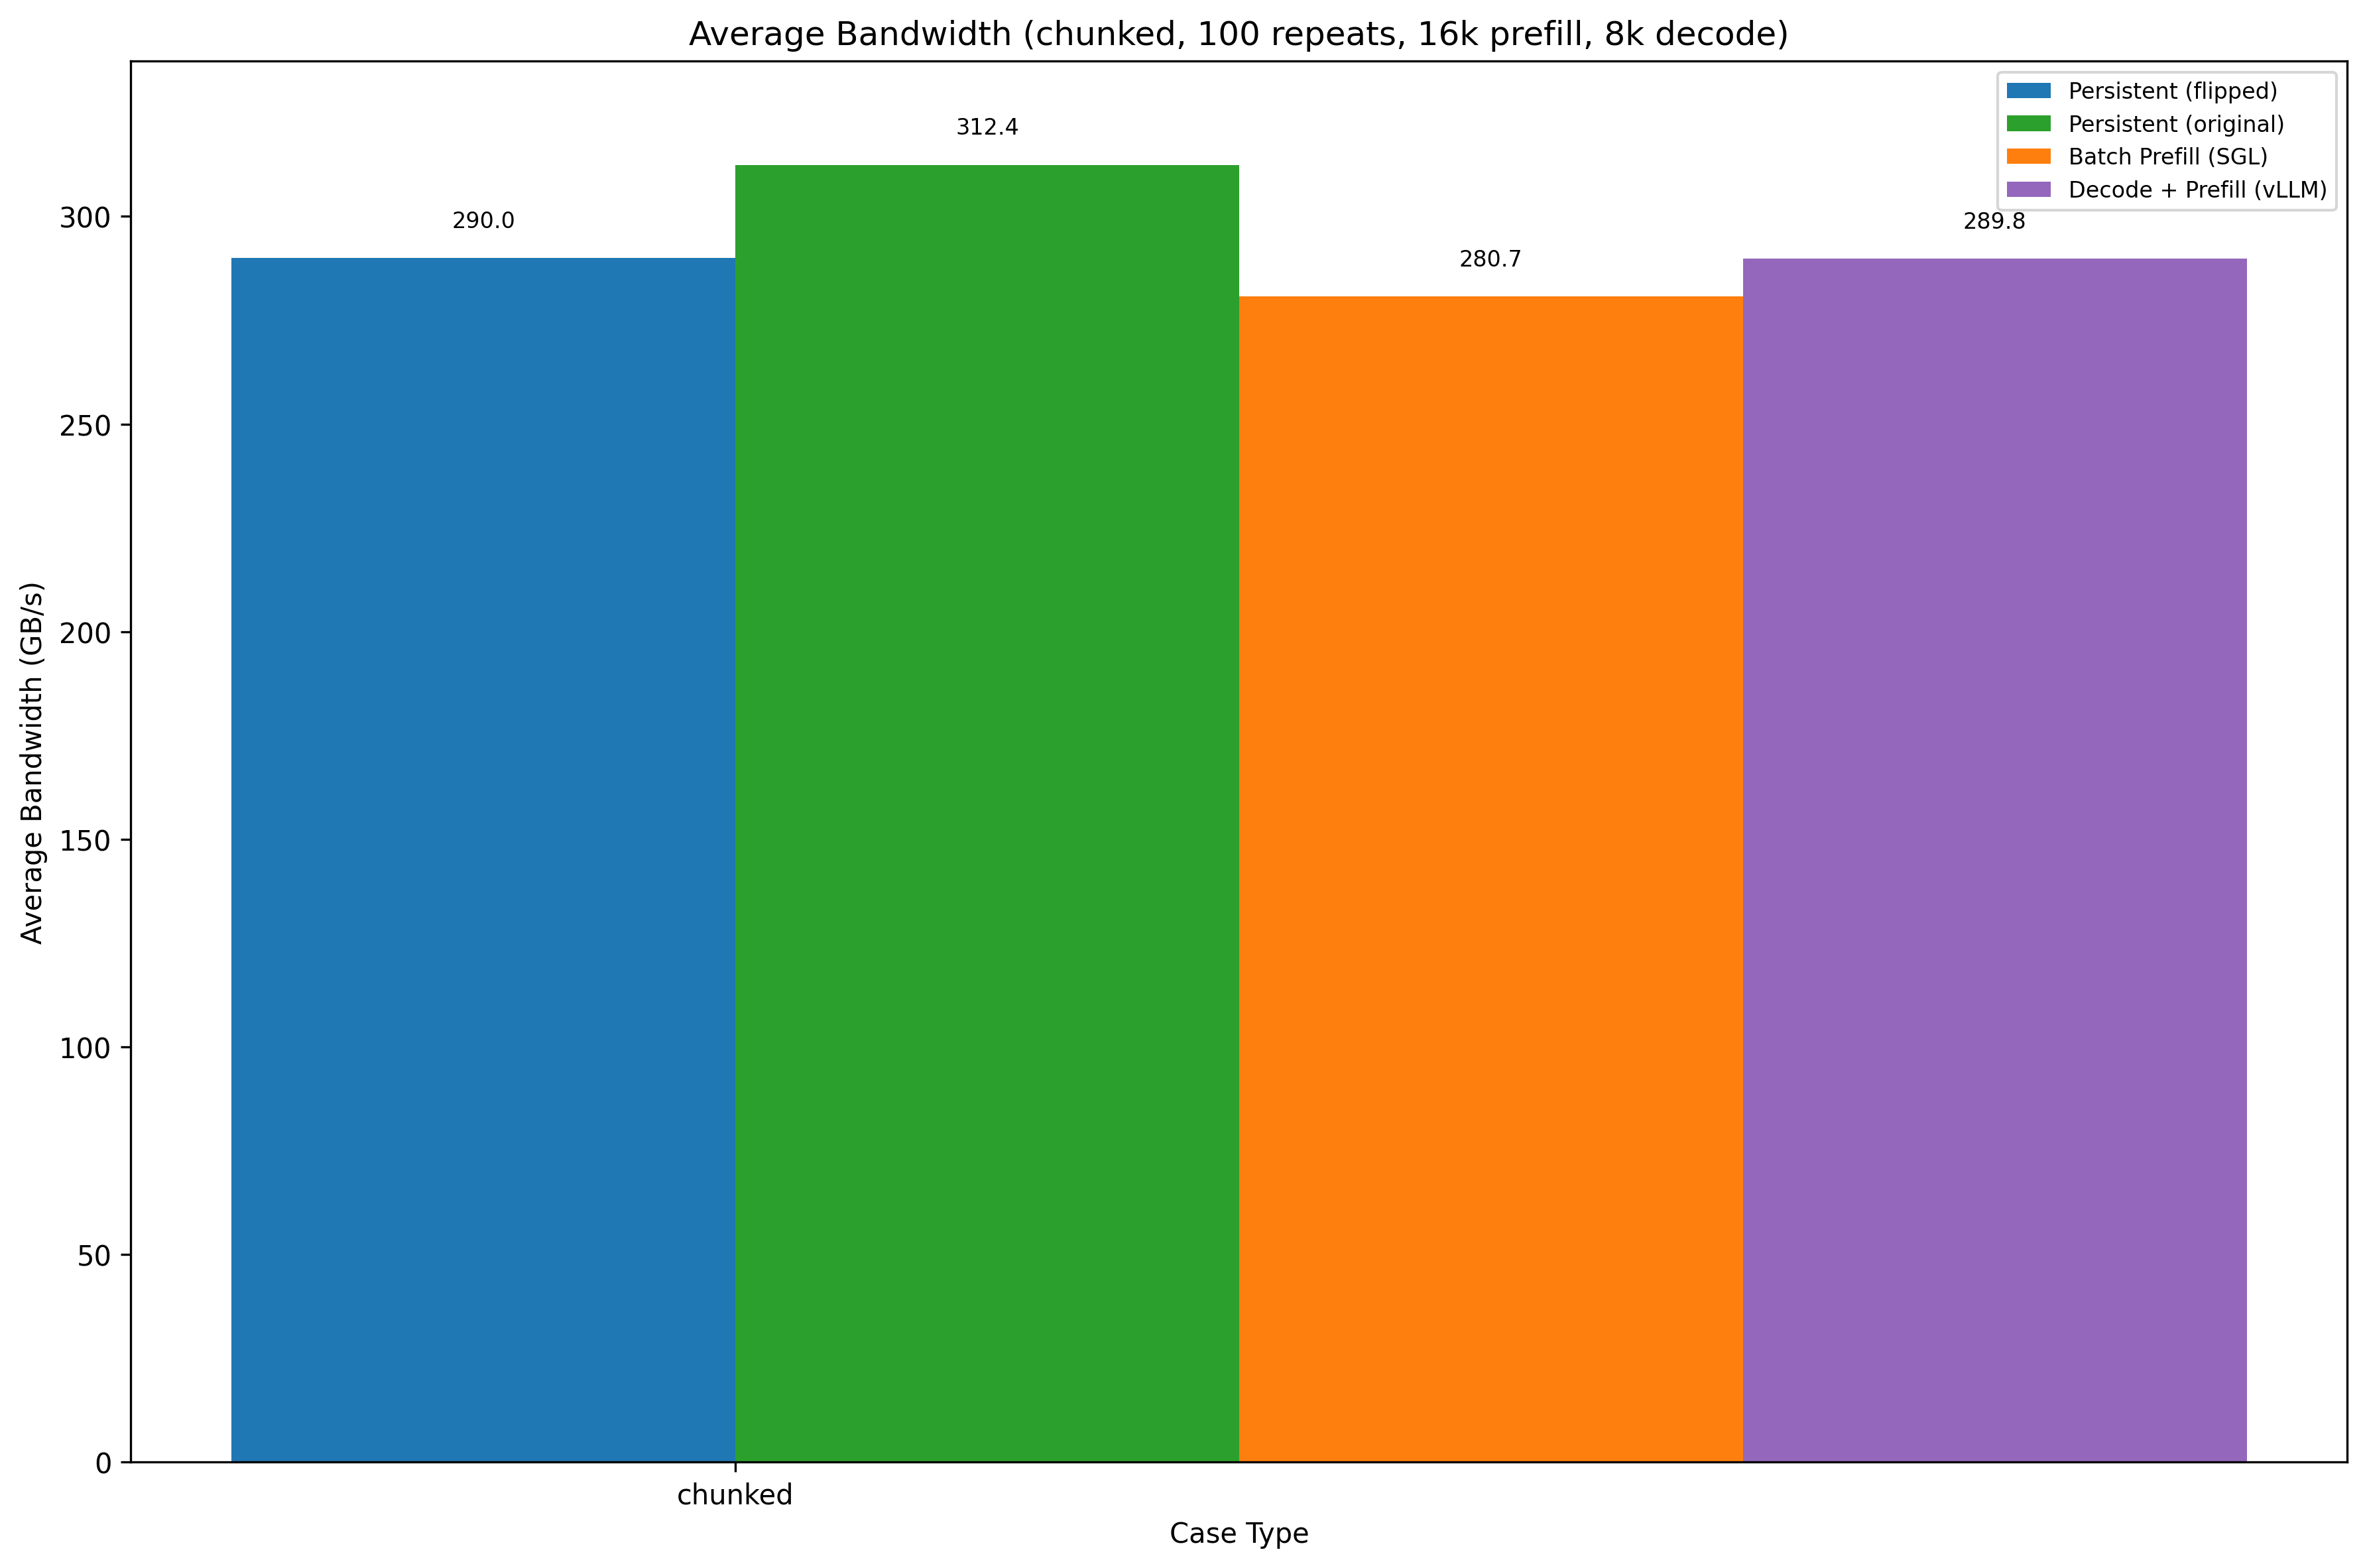 Average Bandwidth (chunked, 100 repeats, 16k prefill, 8k decode)
Persistent (flipped)
Persistent (original)
Batch Prefill (SGL)
Decode + Prefill (vLLM)
290.0
312.4
280.7
289.8
Average Bandwidth (GB/s)
300
250
200
150
100
50
0
chunked
Case Type